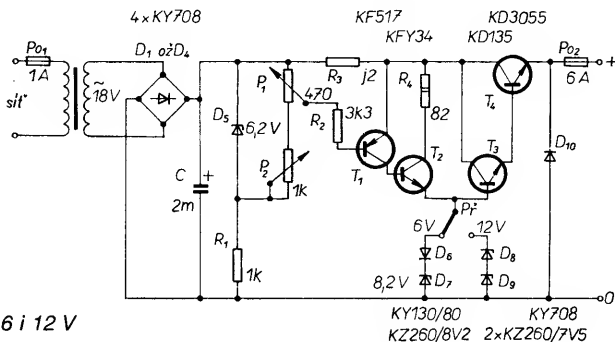 4×KY708
KF517
KFY34
KD3055
KD135
Po1
1A
D1 až D4
R3
j2
Po2
6A
+
T4
síť
~
18V
P1
470
R2
3k3
R4
82
D5
6,2V
T1
T2
T3
D10
C
+
2m
P2
1k
Př
6V
12V
R1
1k
D6
D8
8,2V
D7
D9
0
6 i 12 V
KY130/80
KZ260/8V2
KY708
2×KZ260/7V5